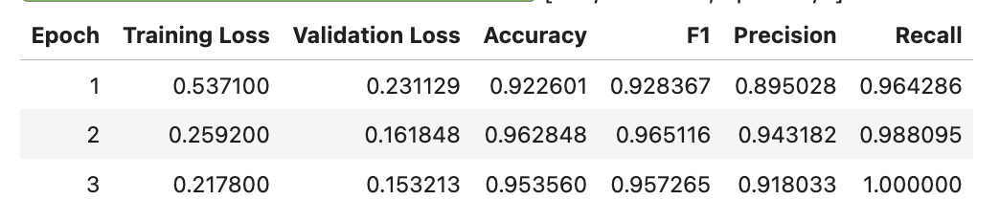 Epoch Training Loss Validation Loss Accuracy F1 Precision Recall
1 0.537100 0.231129 0.922601 0.928367 0.895028 0.964286
2 0.259200 0.161848 0.962848 0.965116 0.943182 0.988095
3 0.217800 0.153213 0.953560 0.957265 0.918033 1.000000